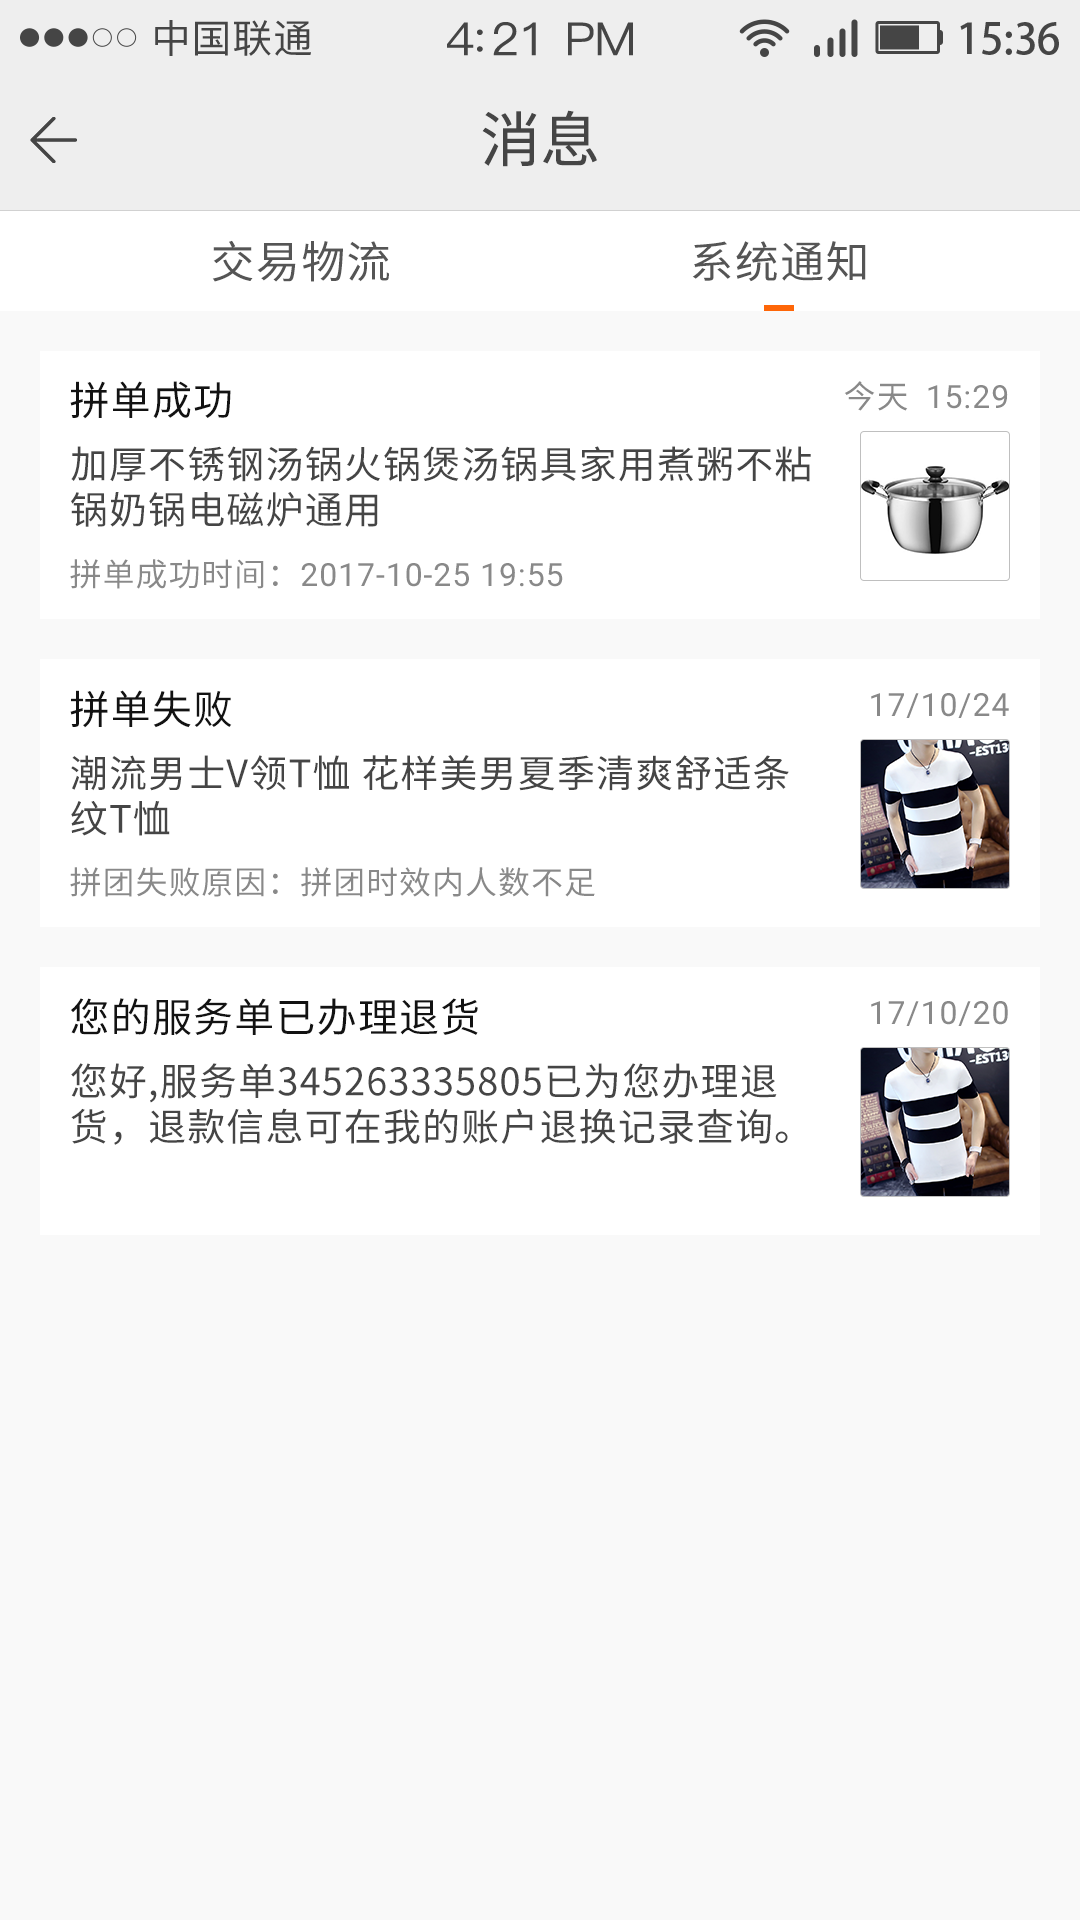 中国联通 4:21 PM 15:36
消息
交易物流 系统通知
拼单成功 今天 15:29
加厚不锈钢汤锅火锅煲汤锅具家用煮粥不粘
锅奶锅电磁炉通用
拼单成功时间：2017-10-25 19:55
拼单失败 17/10/24
-EST13
潮流男士V领T恤 花样美男夏季清爽舒适条
纹T恤
拼团失败原因：拼团时效内人数不足
您的服务单已办理退货 17/10/20
-EST13
您好,服务单345263335805已为您办理退
货，退款信息可在我的账户退换记录查询。